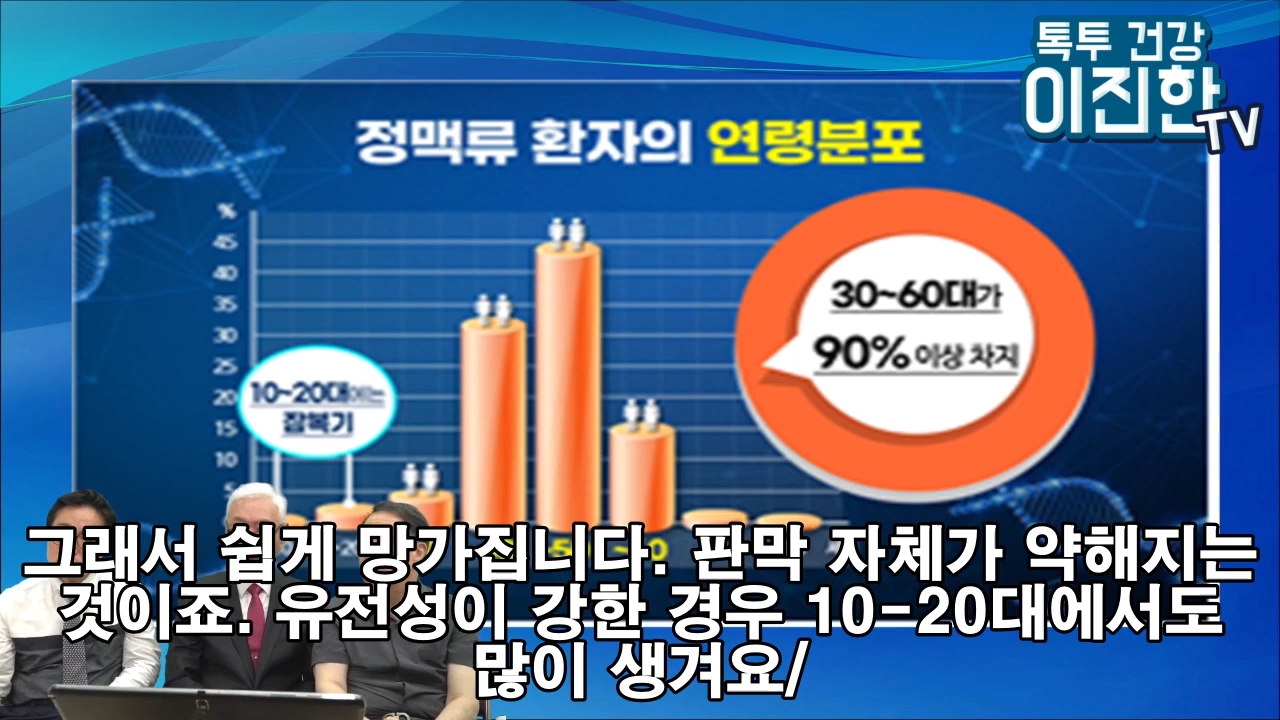 톡투 건강
이진한
TV
정맥류 환자의 연령분포
%
45
40
35
30
25
20
15
10
5
10~20대에는
잠복기
30~60대가
90% 이상 차지
그래서 쉽게 망가집니다. 판막 자체가 약해지는
것이죠. 유전성이 강한 경우 10-20대에서도
많이 생겨요/